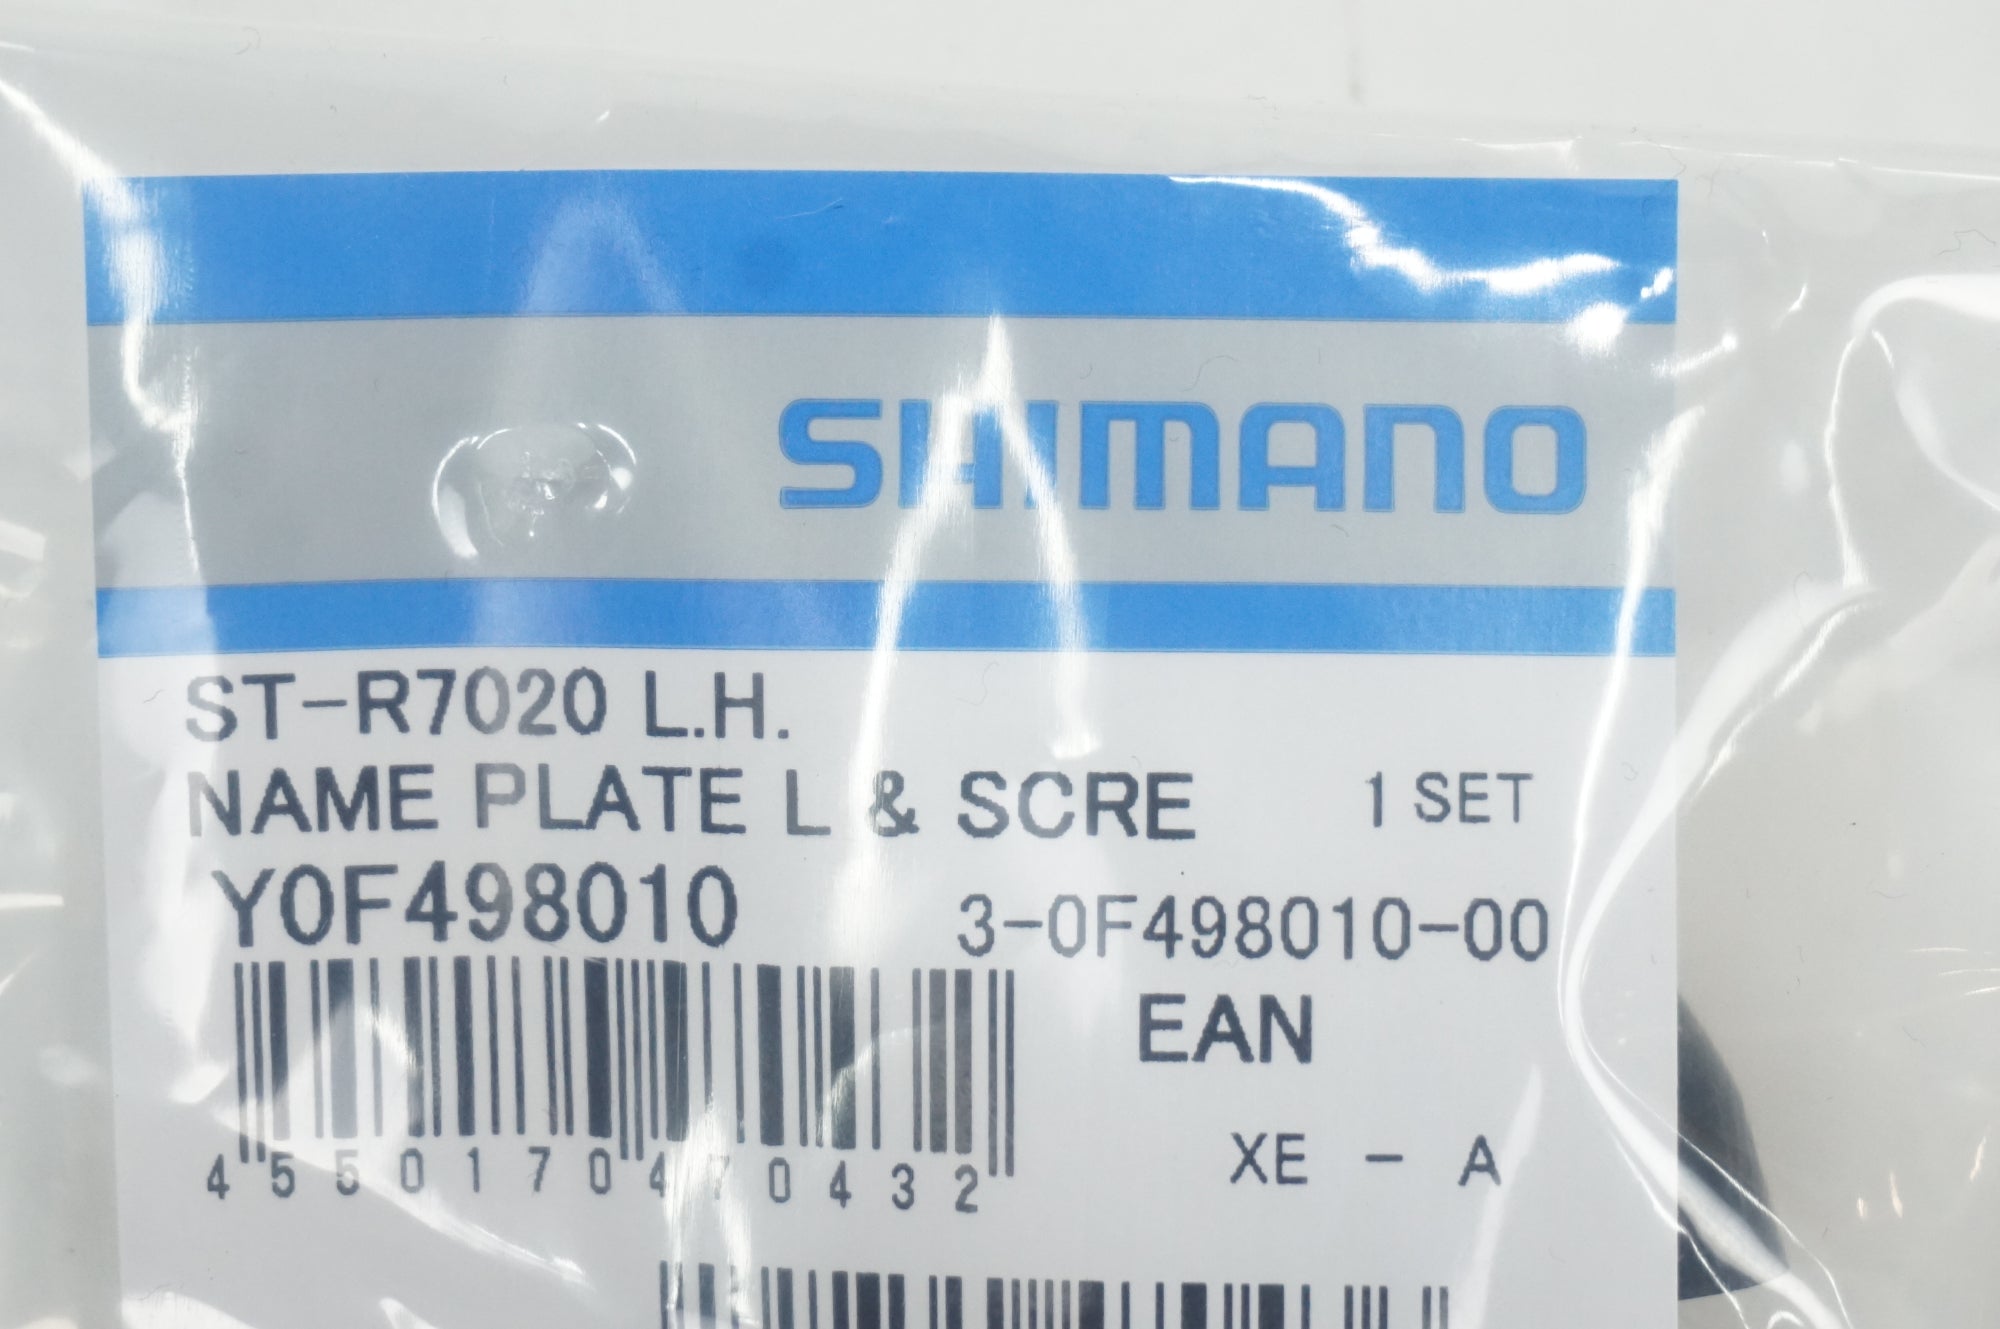 SHIMANO
ST-R7020 L.H.
NAME PLATE L & SCRE 1 SET
Y0F498010 3-0F498010-00
EAN
4550170470432
XE - A